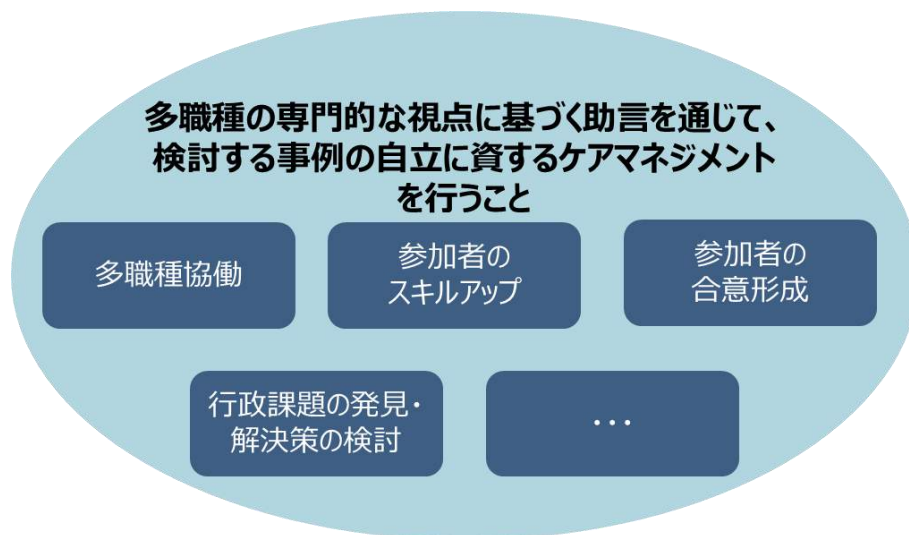 多職種の専門的な視点に基づく助言を通じて、
検討する事例の自立に資するケアマネジメント
を行うこと
多職種協働
参加者の
スキルアップ
参加者の
合意形成
行政課題の発見・
解決策の検討
・・・